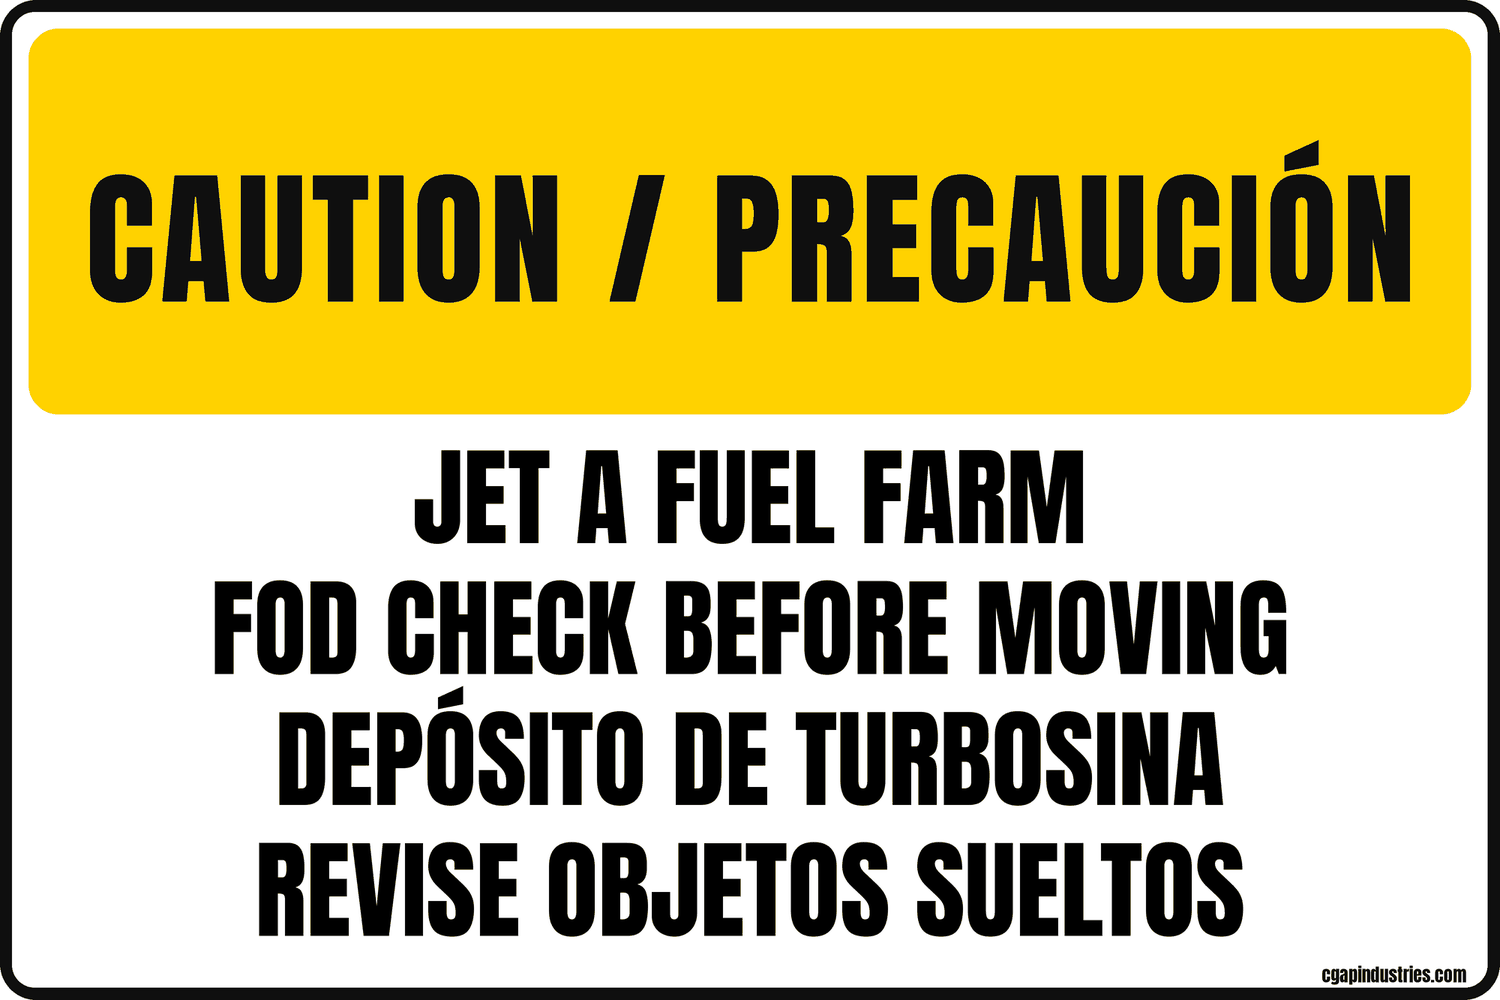 CAUTION / PRECAUCIÓN
JET A FUEL FARM
FOD CHECK BEFORE MOVING
DEPÓSITO DE TURBOSINA
REVISE OBJETOS SUELTOS
cgapindustries.com